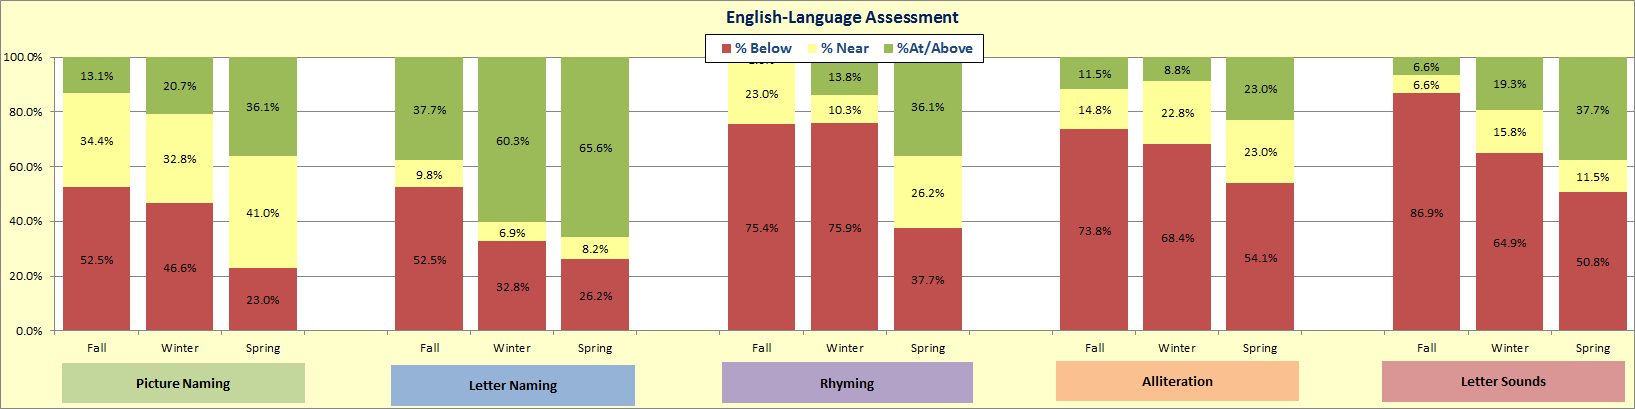 English-Language Assessment
% Below % Near %At/Above
100.0%
80.0%
60.0%
40.0%
20.0%
0.0%
13.1% 20.7% 36.1%
34.4% 32.8% 41.0%
52.5% 46.6% 23.0%
Fall Winter Spring
Picture Naming
37.7% 60.3% 65.6%
9.8% 6.9% 8.2%
52.5% 32.8% 26.2%
Fall Winter Spring
Letter Naming
13.8% 36.1%
23.0% 10.3% 26.2%
75.4% 75.9% 37.7%
Fall Winter Spring
Rhyming
11.5% 8.8% 23.0%
14.8% 22.8% 23.0%
73.8% 68.4% 54.1%
Fall Winter Spring
Alliteration
6.6% 19.3% 37.7%
6.6% 15.8% 11.5%
86.9% 64.9% 50.8%
Fall Winter Spring
Letter Sounds